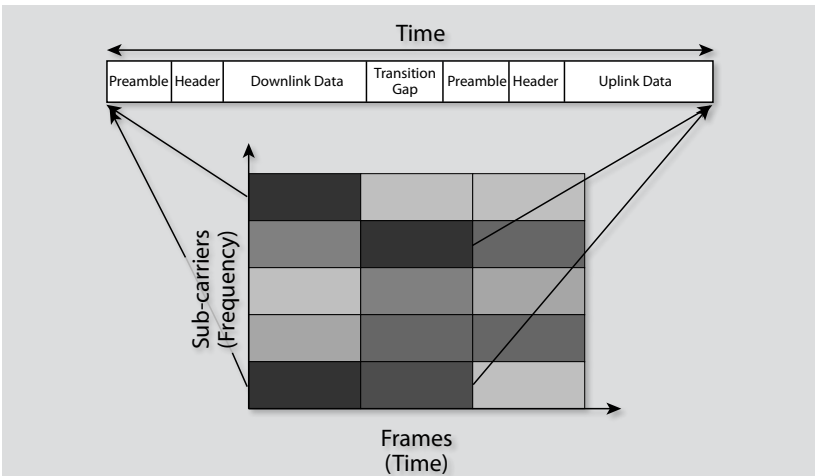 Time
Preamble Header Downlink Data Transition Gap Preamble Header Uplink Data
Sub-carriers
(Frequency)
Frames
(Time)